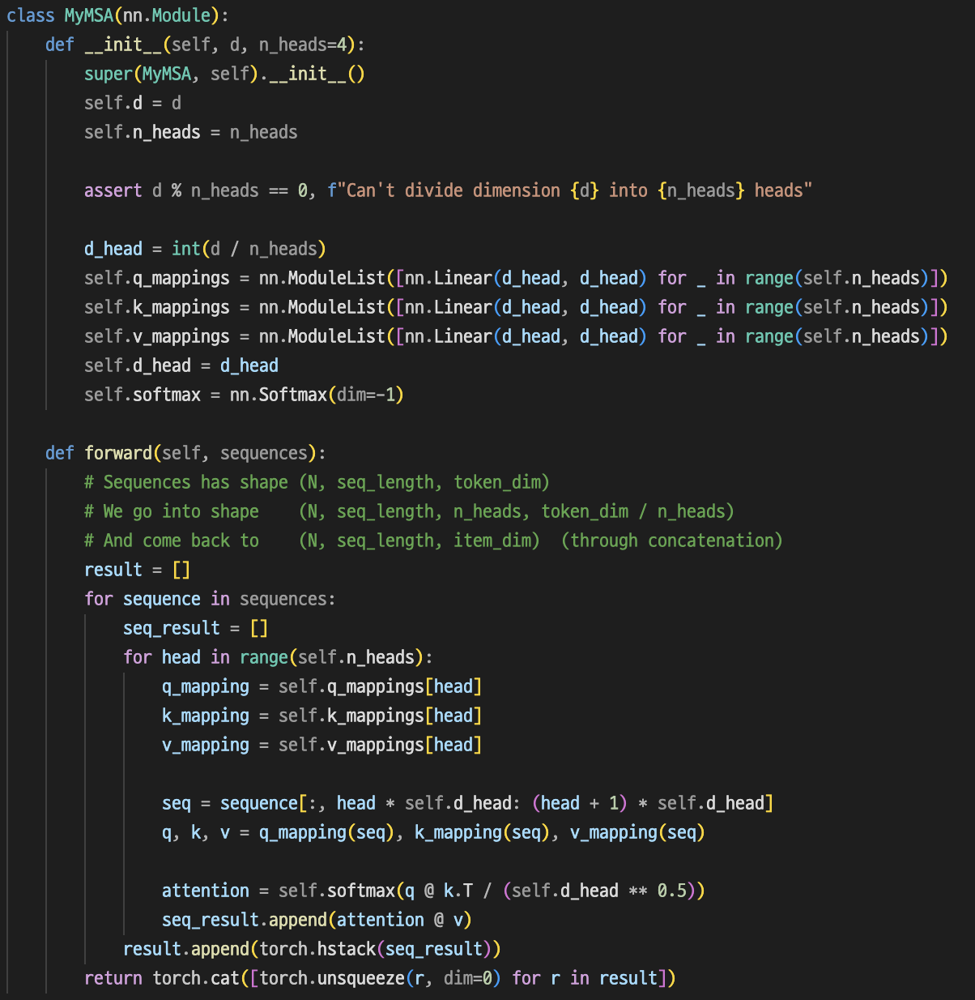 class MyMSA(nn.Module):
    def __init__(self, d, n_heads=4):
        super(MyMSA, self).__init__()
        self.d = d
        self.n_heads = n_heads

        assert d % n_heads == 0, f"Can't divide dimension {d} into {n_heads} heads"

        d_head = int(d / n_heads)
        self.q_mappings = nn.ModuleList([nn.Linear(d_head, d_head) for _ in range(self.n_heads)])
        self.k_mappings = nn.ModuleList([nn.Linear(d_head, d_head) for _ in range(self.n_heads)])
        self.v_mappings = nn.ModuleList([nn.Linear(d_head, d_head) for _ in range(self.n_heads)])
        self.d_head = d_head
        self.softmax = nn.Softmax(dim=-1)

    def forward(self, sequences):
        # Sequences has shape (N, seq_length, token_dim)
        # We go into shape    (N, seq_length, n_heads, token_dim / n_heads)
        # And come back to    (N, seq_length, item_dim)  (through concatenation)
        result = []
        for sequence in sequences:
            seq_result = []
            for head in range(self.n_heads):
                q_mapping = self.q_mappings[head]
                k_mapping = self.k_mappings[head]
                v_mapping = self.v_mappings[head]

                seq = sequence[:, head * self.d_head: (head + 1) * self.d_head]
                q, k, v = q_mapping(seq), k_mapping(seq), v_mapping(seq)

                attention = self.softmax(q @ k.T / (self.d_head ** 0.5))
                seq_result.append(attention @ v)
            result.append(torch.hstack(seq_result))
        return torch.cat([torch.unsqueeze(r, dim=0) for r in result])